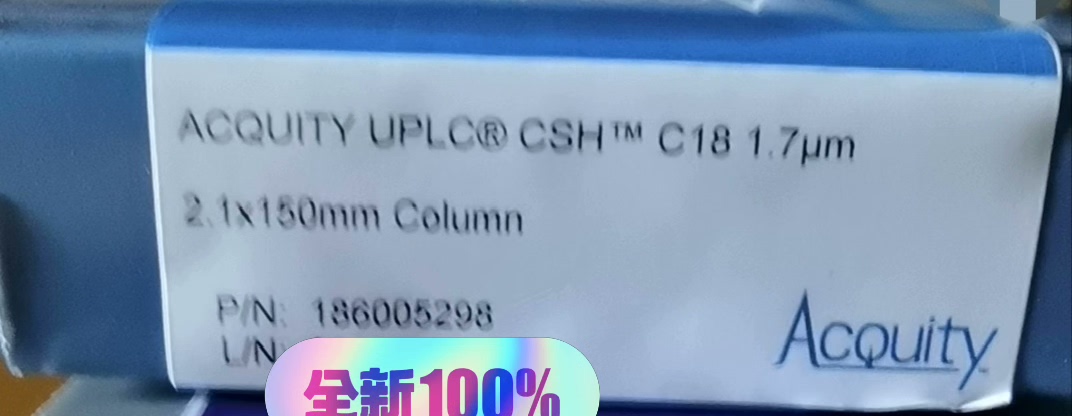 ACQUITY UPLC® CSH™ C18 1.7µm
2.1x150mm Column
P/N: 186005298
L/N:
Acquity
全新100%